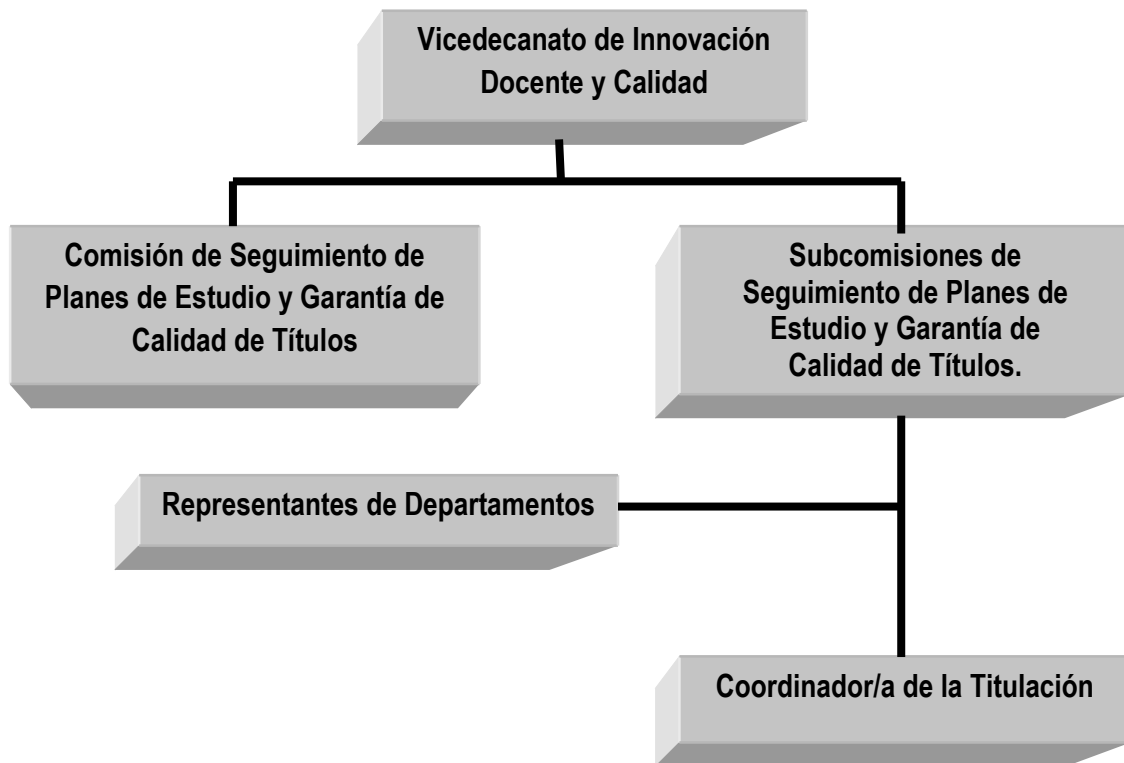 Vicedecanato de Innovación
Docente y Calidad
Comisión de Seguimiento de
Planes de Estudio y Garantía de
Calidad de Títulos
Subcomisiones de
Seguimiento de Planes de
Estudio y Garantía de
Calidad de Títulos.
Representantes de Departamentos
Coordinador/a de la Titulación